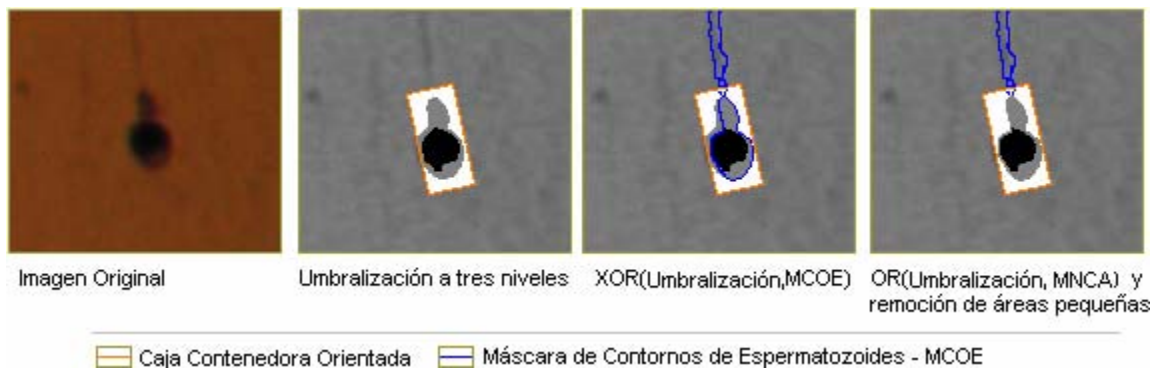 Imagen Original
Umbralización a tres niveles
XOR(Umbralización,MCOE)
OR(Umbralización, MNCA) y
remoción de áreas pequeñas
Caja Contenedora Orientada
Máscara de Contornos de Espermatozoides - MCOE